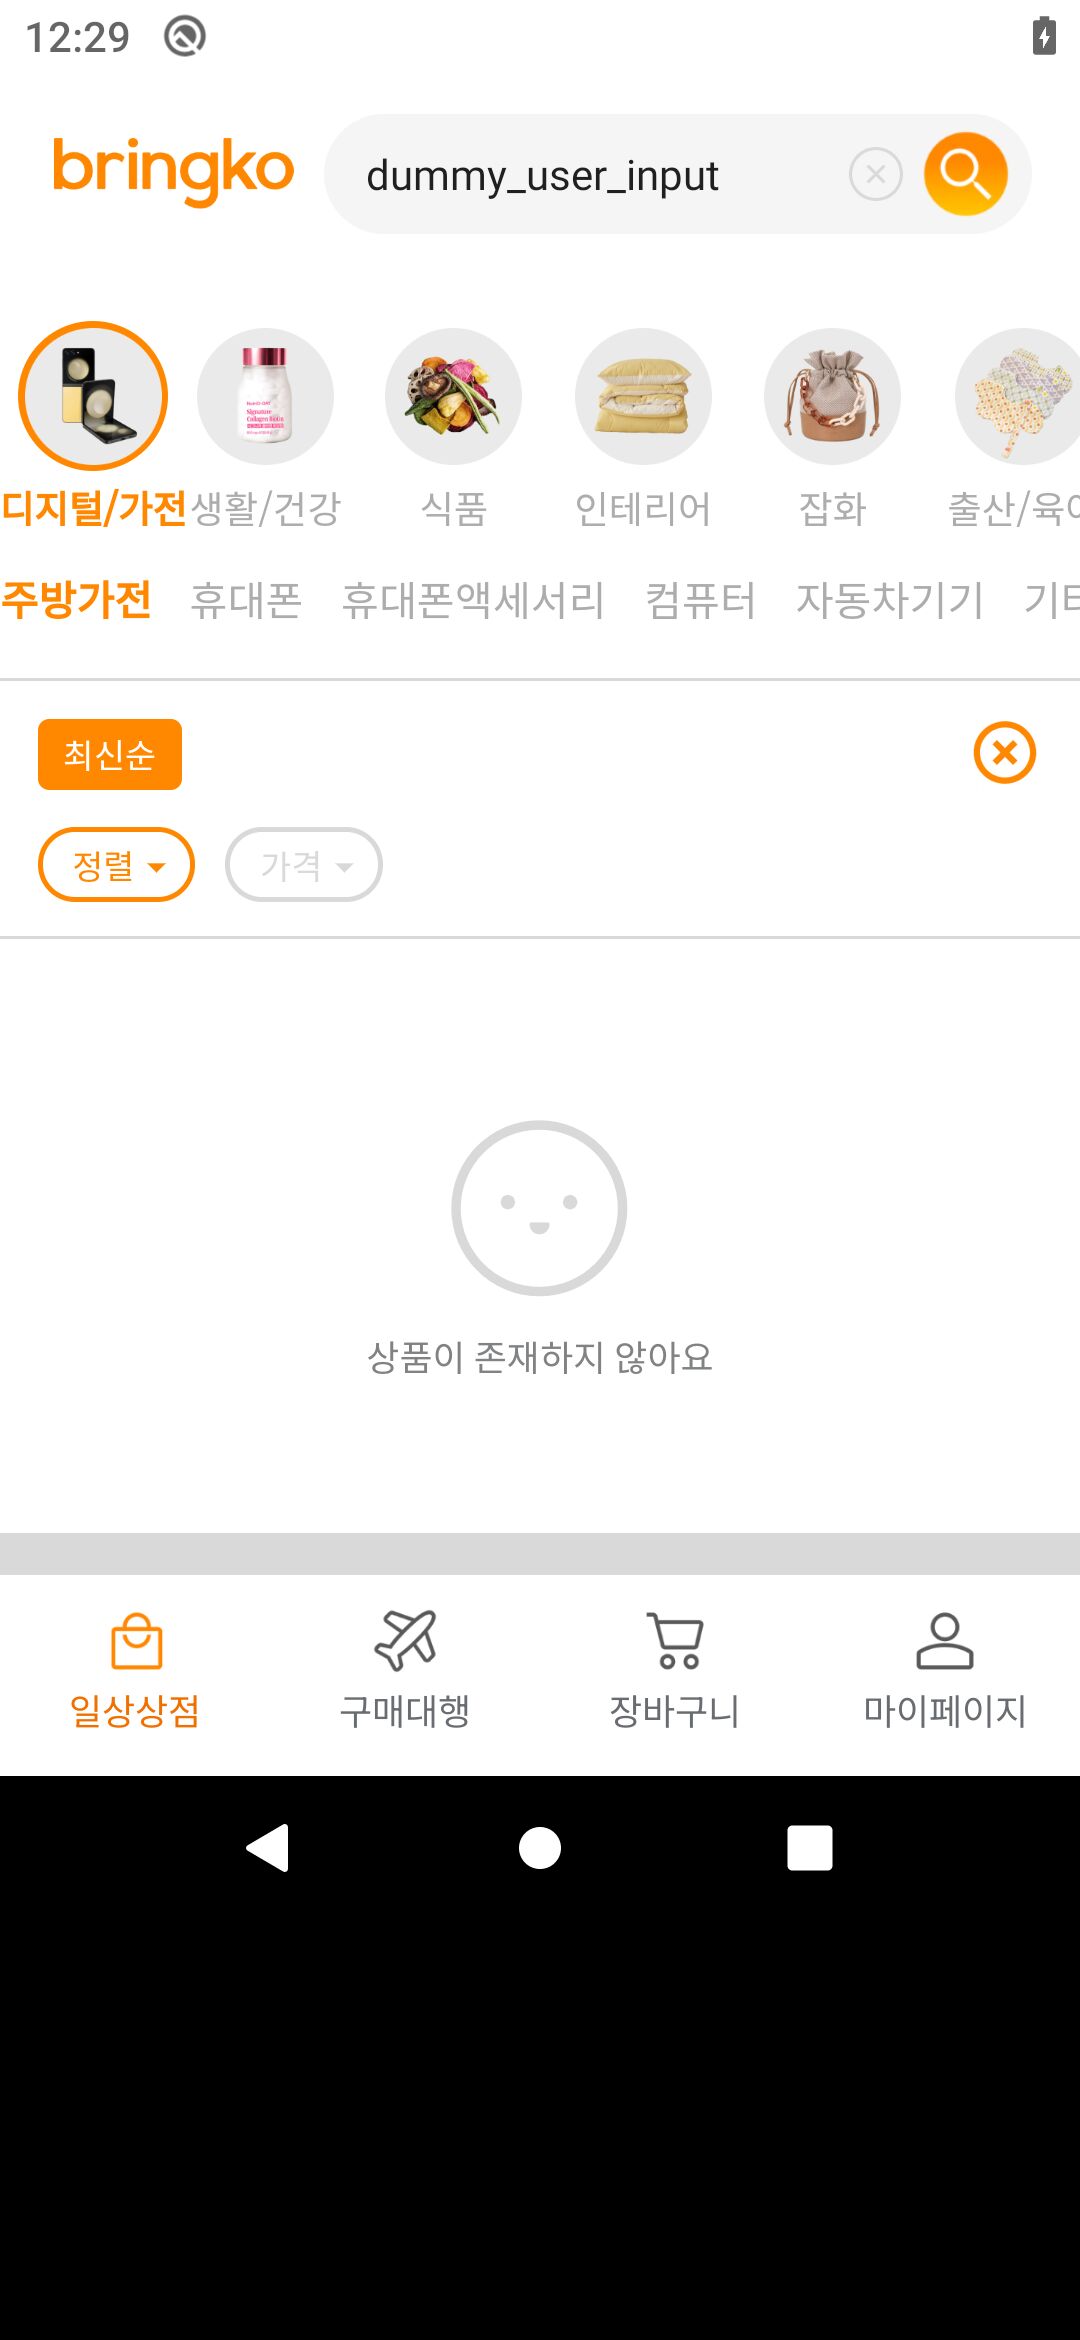 12:29
bringko
dummy_user_input
디지털/가전 생활/건강 식품 인테리어 잡화 출산/육
주방가전 휴대폰 휴대폰액세서리 컴퓨터 자동차기기
최신순
정렬 가격
상품이 존재하지 않아요
일상상점 구매대행 장바구니 마이페이지